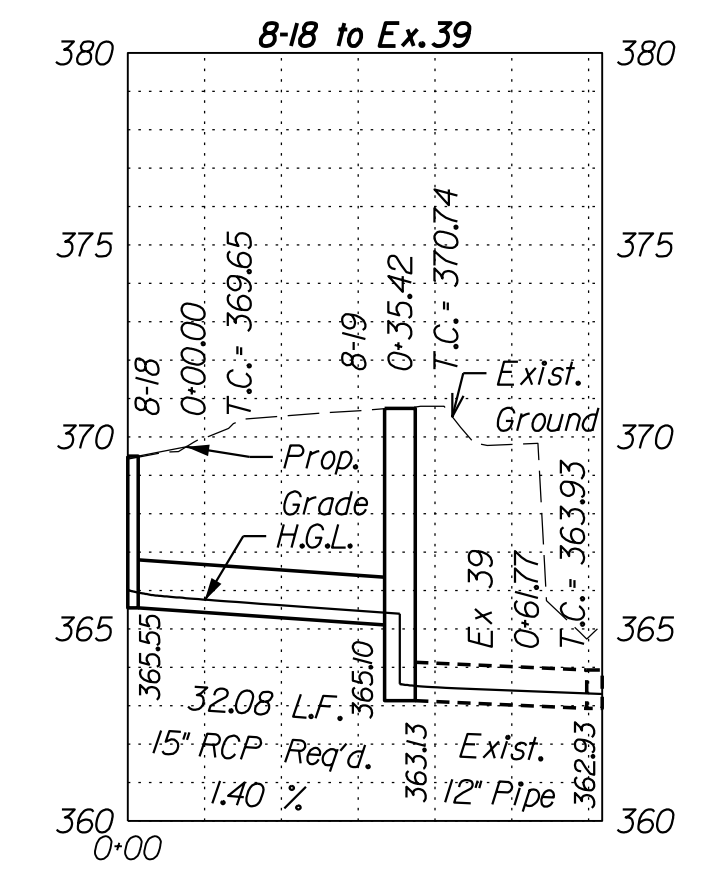 8-18 to Ex. 39
380
380
375
375
370
370
365
365
360
360
0+00
8-18
0+00.00
T.C. = 369.65
8-19
0+35.42
T.C. = 370.74
Exist.
Ground
Prop.
Grade
H.G.L.
Ex 39
0+61.77
T.C. = 363.93
365.55
32.08 L.F.
15" RCP Req'd.
1.40 %
365.10
363.13
Exist.
12" Pipe
362.93